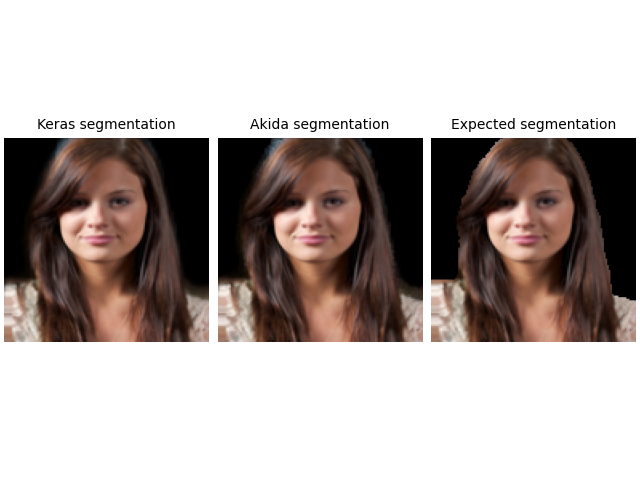 Keras segmentation
Akida segmentation
Expected segmentation